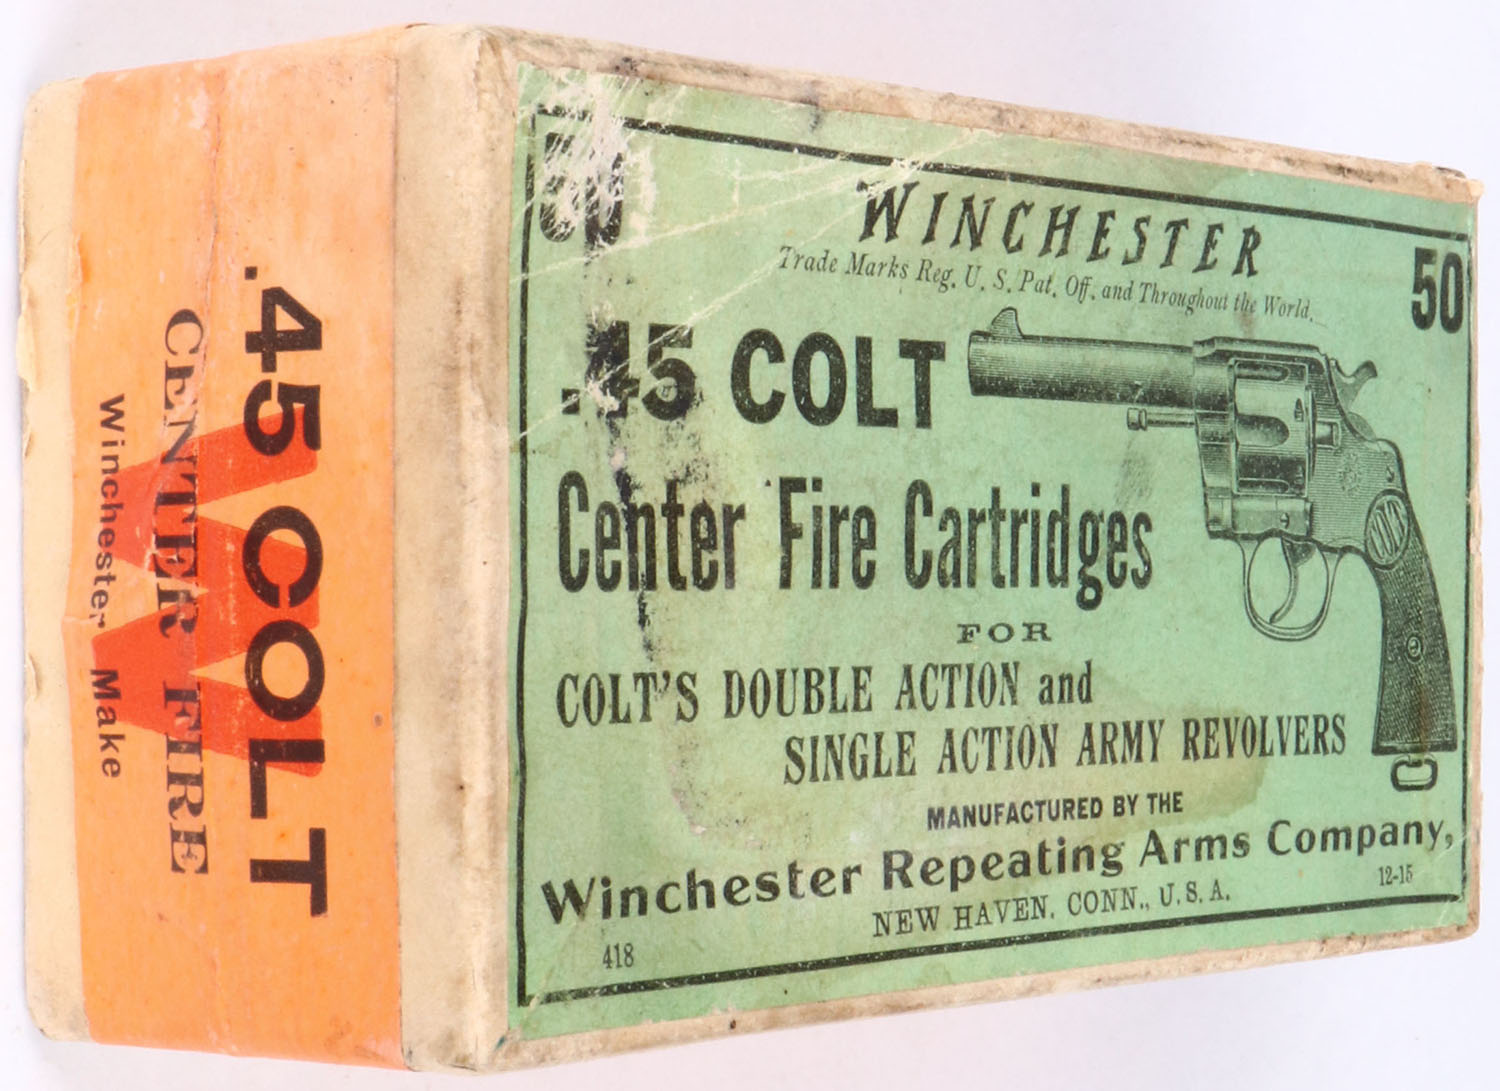 50
50
WINCHESTER
Trade Marks Reg. U. S. Pat. Off. and Throughout the World.
.45 COLT
Center Fire Cartridges
FOR
COLT'S DOUBLE ACTION and
SINGLE ACTION ARMY REVOLVERS
MANUFACTURED BY THE
Winchester Repeating Arms Company,
NEW HAVEN, CONN., U. S. A.
418
12-15
COLT
.45 COLT
CENTER FIRE
Winchester Make
W